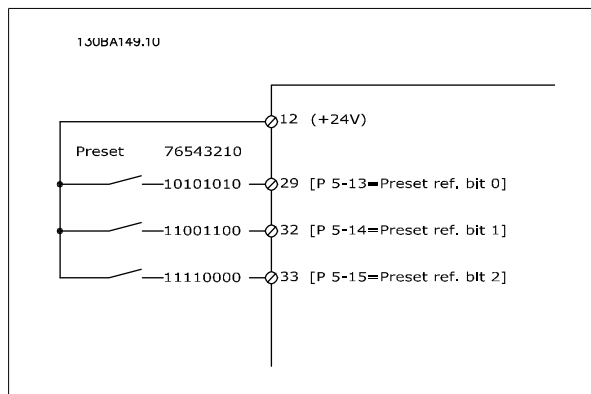 130BA149.10
12 (+24V)
Preset 76543210
10101010 29 [P 5-13=Preset ref. bit 0]
11001100 32 [P 5-14=Preset ref. bit 1]
11110000 33 [P 5-15=Preset ref. bit 2]